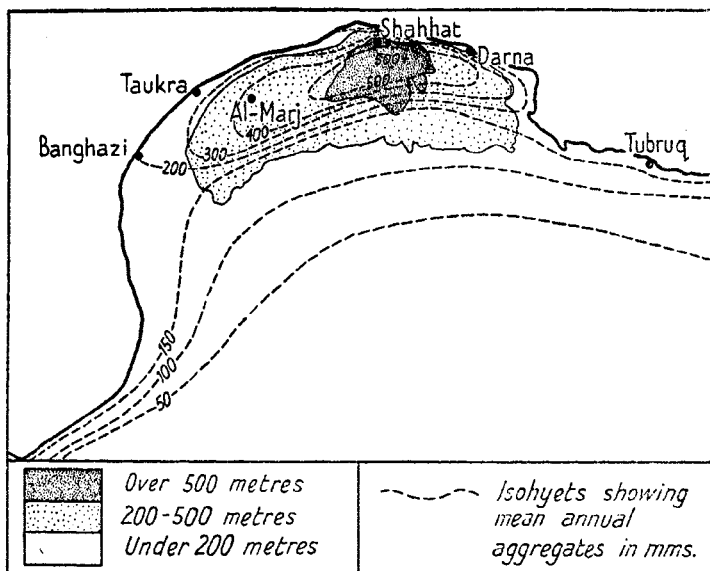 Shahhat
Darna
Taukra
600
500
Al-Marj
400
300
200
Banghazi
Tubruq
150
100
50
Over 500 metres
200-500 metres
Under 200 metres
Isohyets showing
mean annual
aggregates in mms.